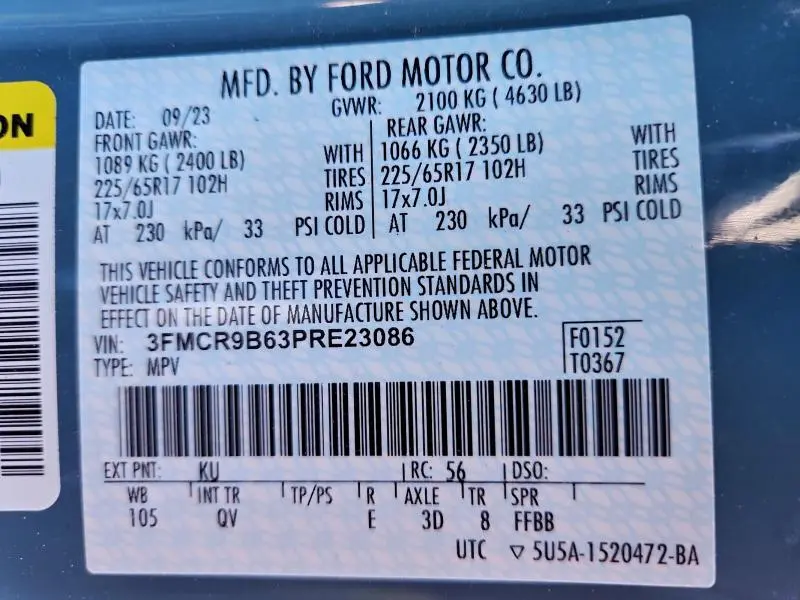 ON
MFD. BY FORD MOTOR CO.
DATE: 09/23 GVWR: 2100 KG ( 4630 LB)
FRONT GAWR:
1089 KG ( 2400 LB) WITH
225/65R17 102H TIRES
17x7.0J RIMS
AT 230 kPa/ 33 PSI COLD
REAR GAWR:
1066 KG ( 2350 LB) WITH
225/65R17 102H TIRES
17x7.0J RIMS
AT 230 kPa/ 33 PSI COLD
THIS VEHICLE CONFORMS TO ALL APPLICABLE FEDERAL MOTOR
VEHICLE SAFETY AND THEFT PREVENTION STANDARDS IN
EFFECT ON THE DATE OF MANUFACTURE SHOWN ABOVE.
VIN: 3FMCR9B63PRE23086 F0152
TYPE: MPV T0367
EXT PNT: KU RC: 56 DSO:
WB INT TR TP/PS R AXLE TR SPR
105 QV E 3D 8 FFBB
UTC ▽ 5U5A-1520472-BA